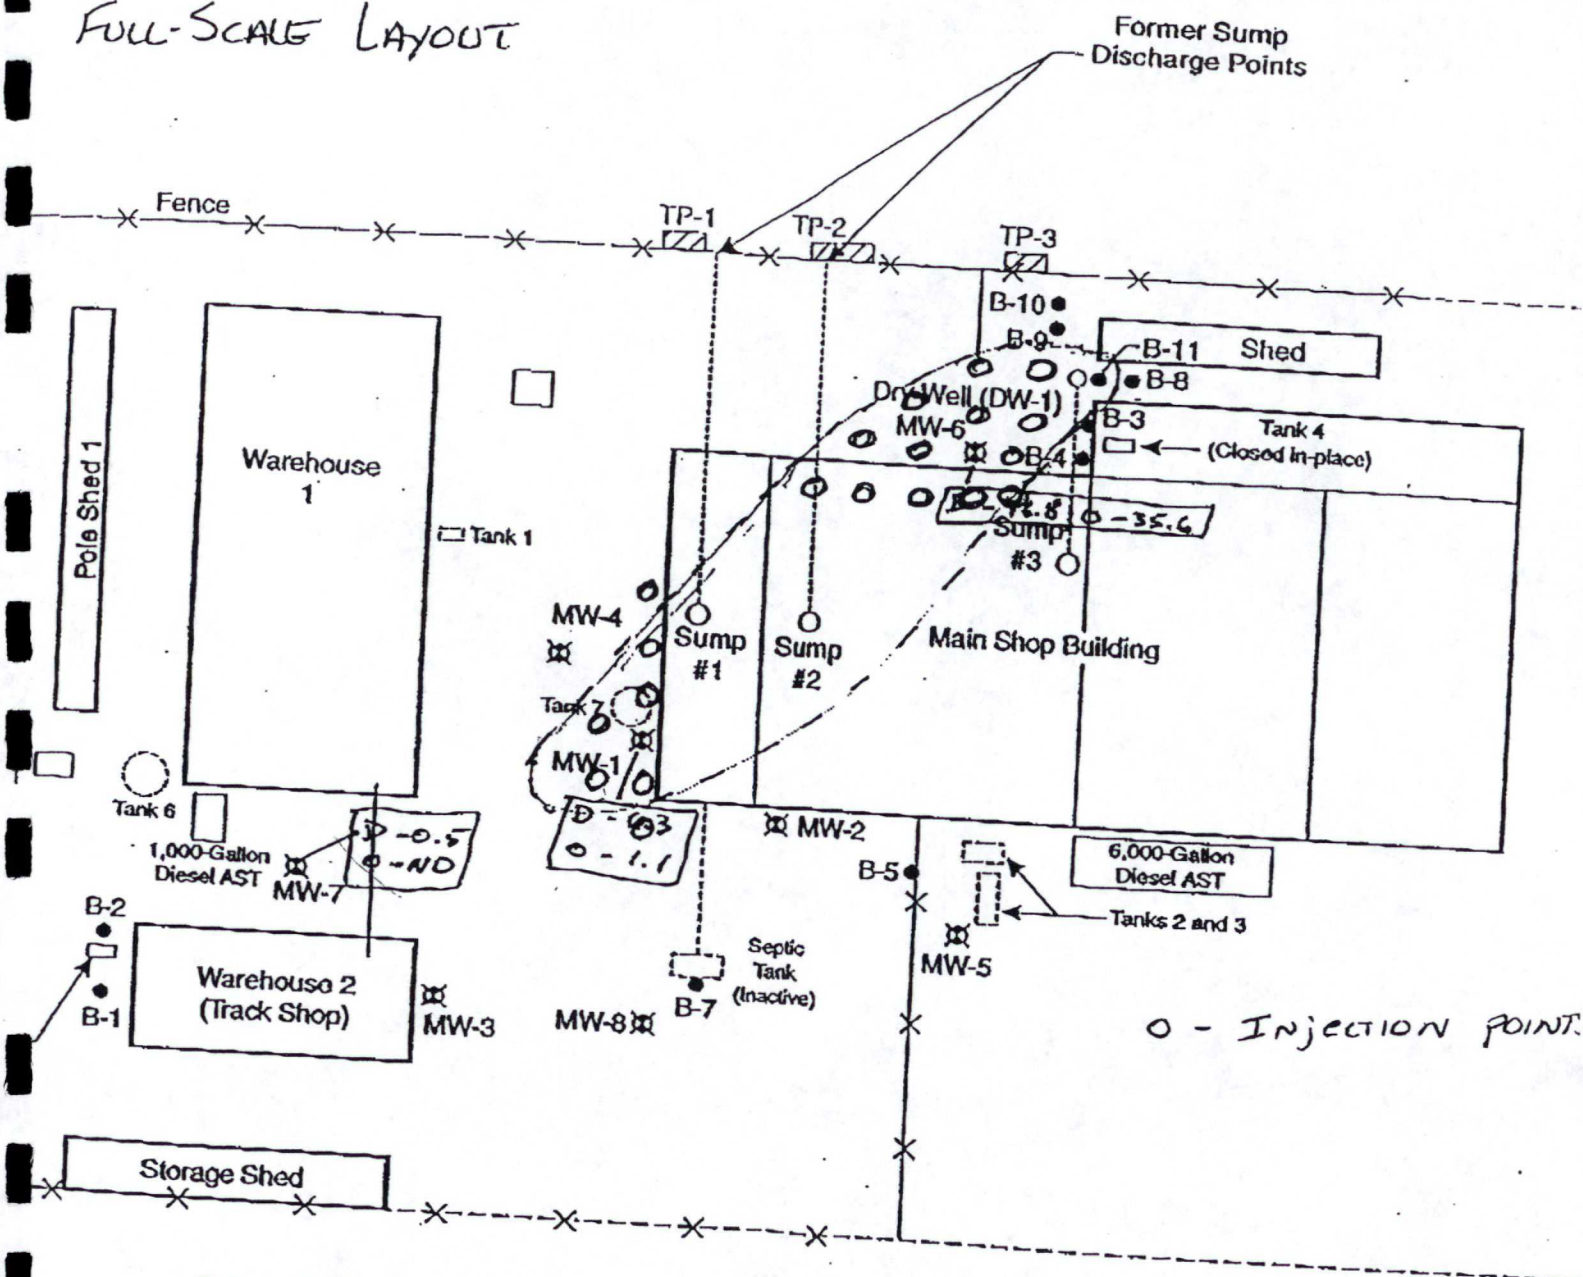 FULL-SCALE LAYOUT
Former Sump
Discharge Points
Fence
TP-1
TP-2
TP-3
B-10
B-9
B-11
Shed
B-8
Dry Well (DW-1)
MW-6
B-3
B-4
Tank 4
(Closed In-place)
O - 35.6
Sump
#3
Pole Shed 1
Warehouse
1
Tank 1
MW-4
Sump
#1
Sump
#2
Main Shop Building
Tank 7
MW-1
Tank 6
1,000-Gallon
Diesel AST
MW-7
D - 0.5
O - ND
O - 1.1
MW-2
B-5
6,000-Gallon
Diesel AST
Tanks 2 and 3
MW-5
B-2
B-1
Warehouse 2
(Track Shop)
MW-3
MW-8
B-7
Septic
Tank
(Inactive)
O - INJECTION POINT
Storage Shed